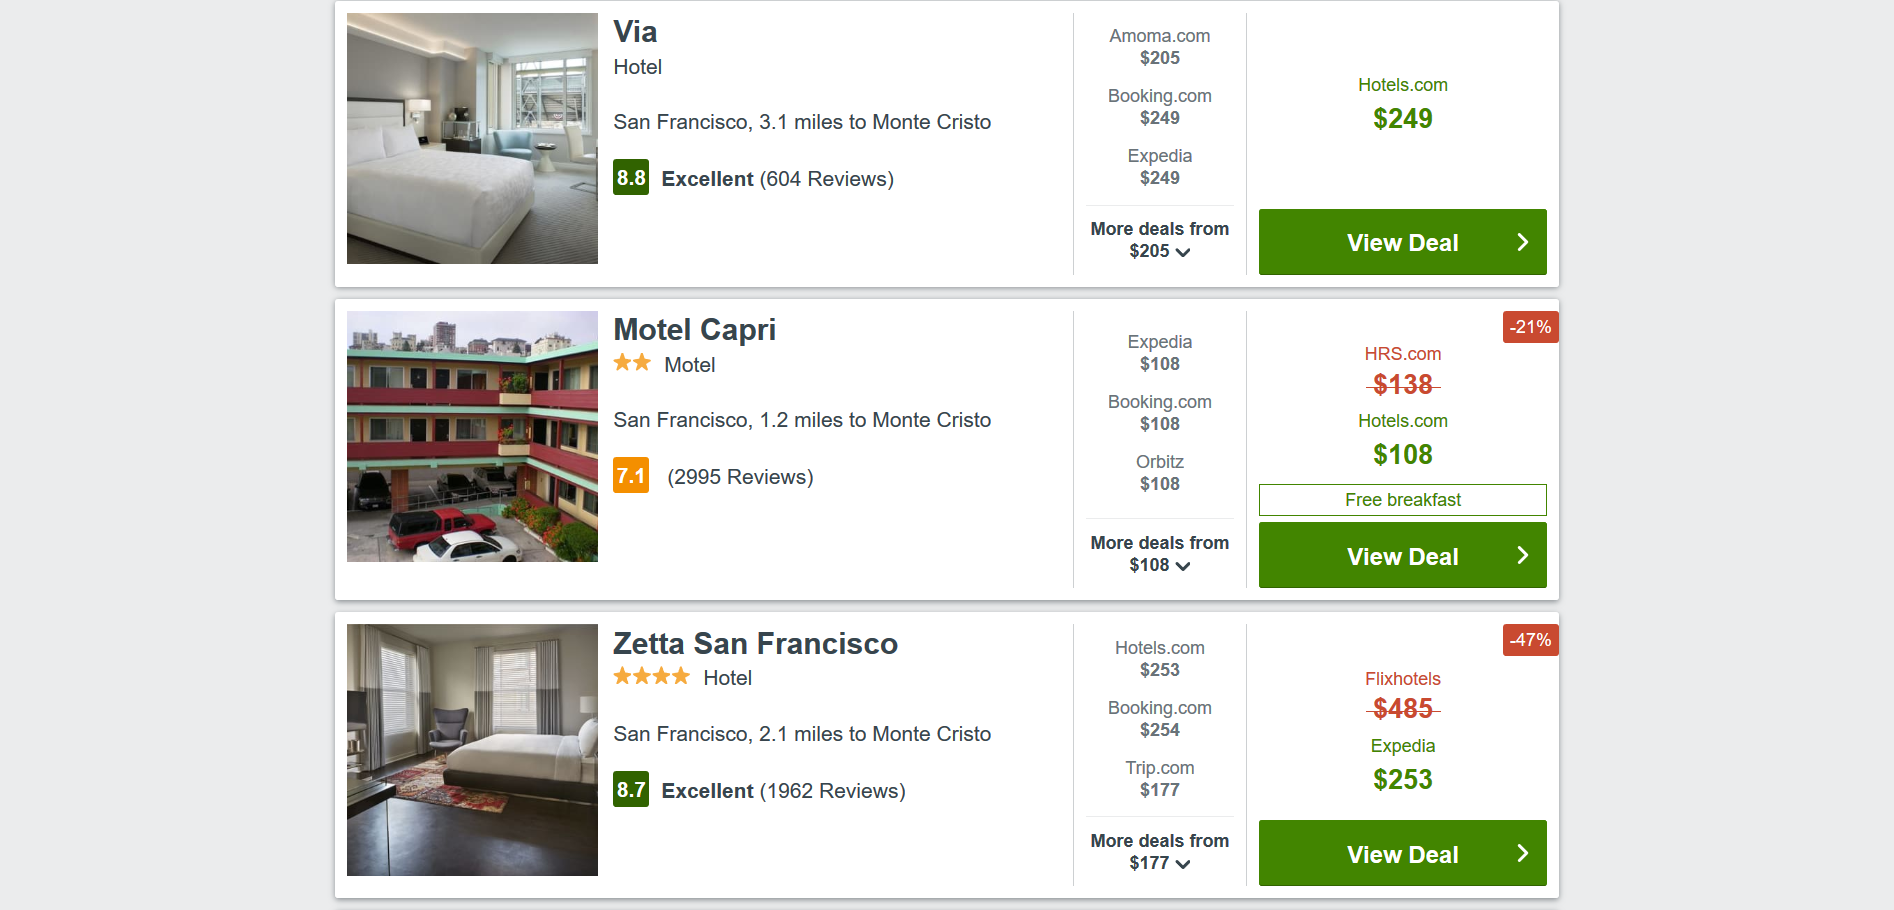 Via
Hotel
San Francisco, 3.1 miles to Monte Cristo
8.8 Excellent (604 Reviews)
Amoma.com
$205
Booking.com
$249
Expedia
$249
More deals from
$205
Hotels.com
$249
View Deal
Motel Capri
Motel
San Francisco, 1.2 miles to Monte Cristo
7.1 (2995 Reviews)
Expedia
$108
Booking.com
$108
Orbitz
$108
More deals from
$108
-21%
HRS.com
$138
Hotels.com
$108
Free breakfast
View Deal
Zetta San Francisco
Hotel
San Francisco, 2.1 miles to Monte Cristo
8.7 Excellent (1962 Reviews)
Hotels.com
$253
Booking.com
$254
Trip.com
$177
More deals from
$177
-47%
Flixhotels
$485
Expedia
$253
View Deal